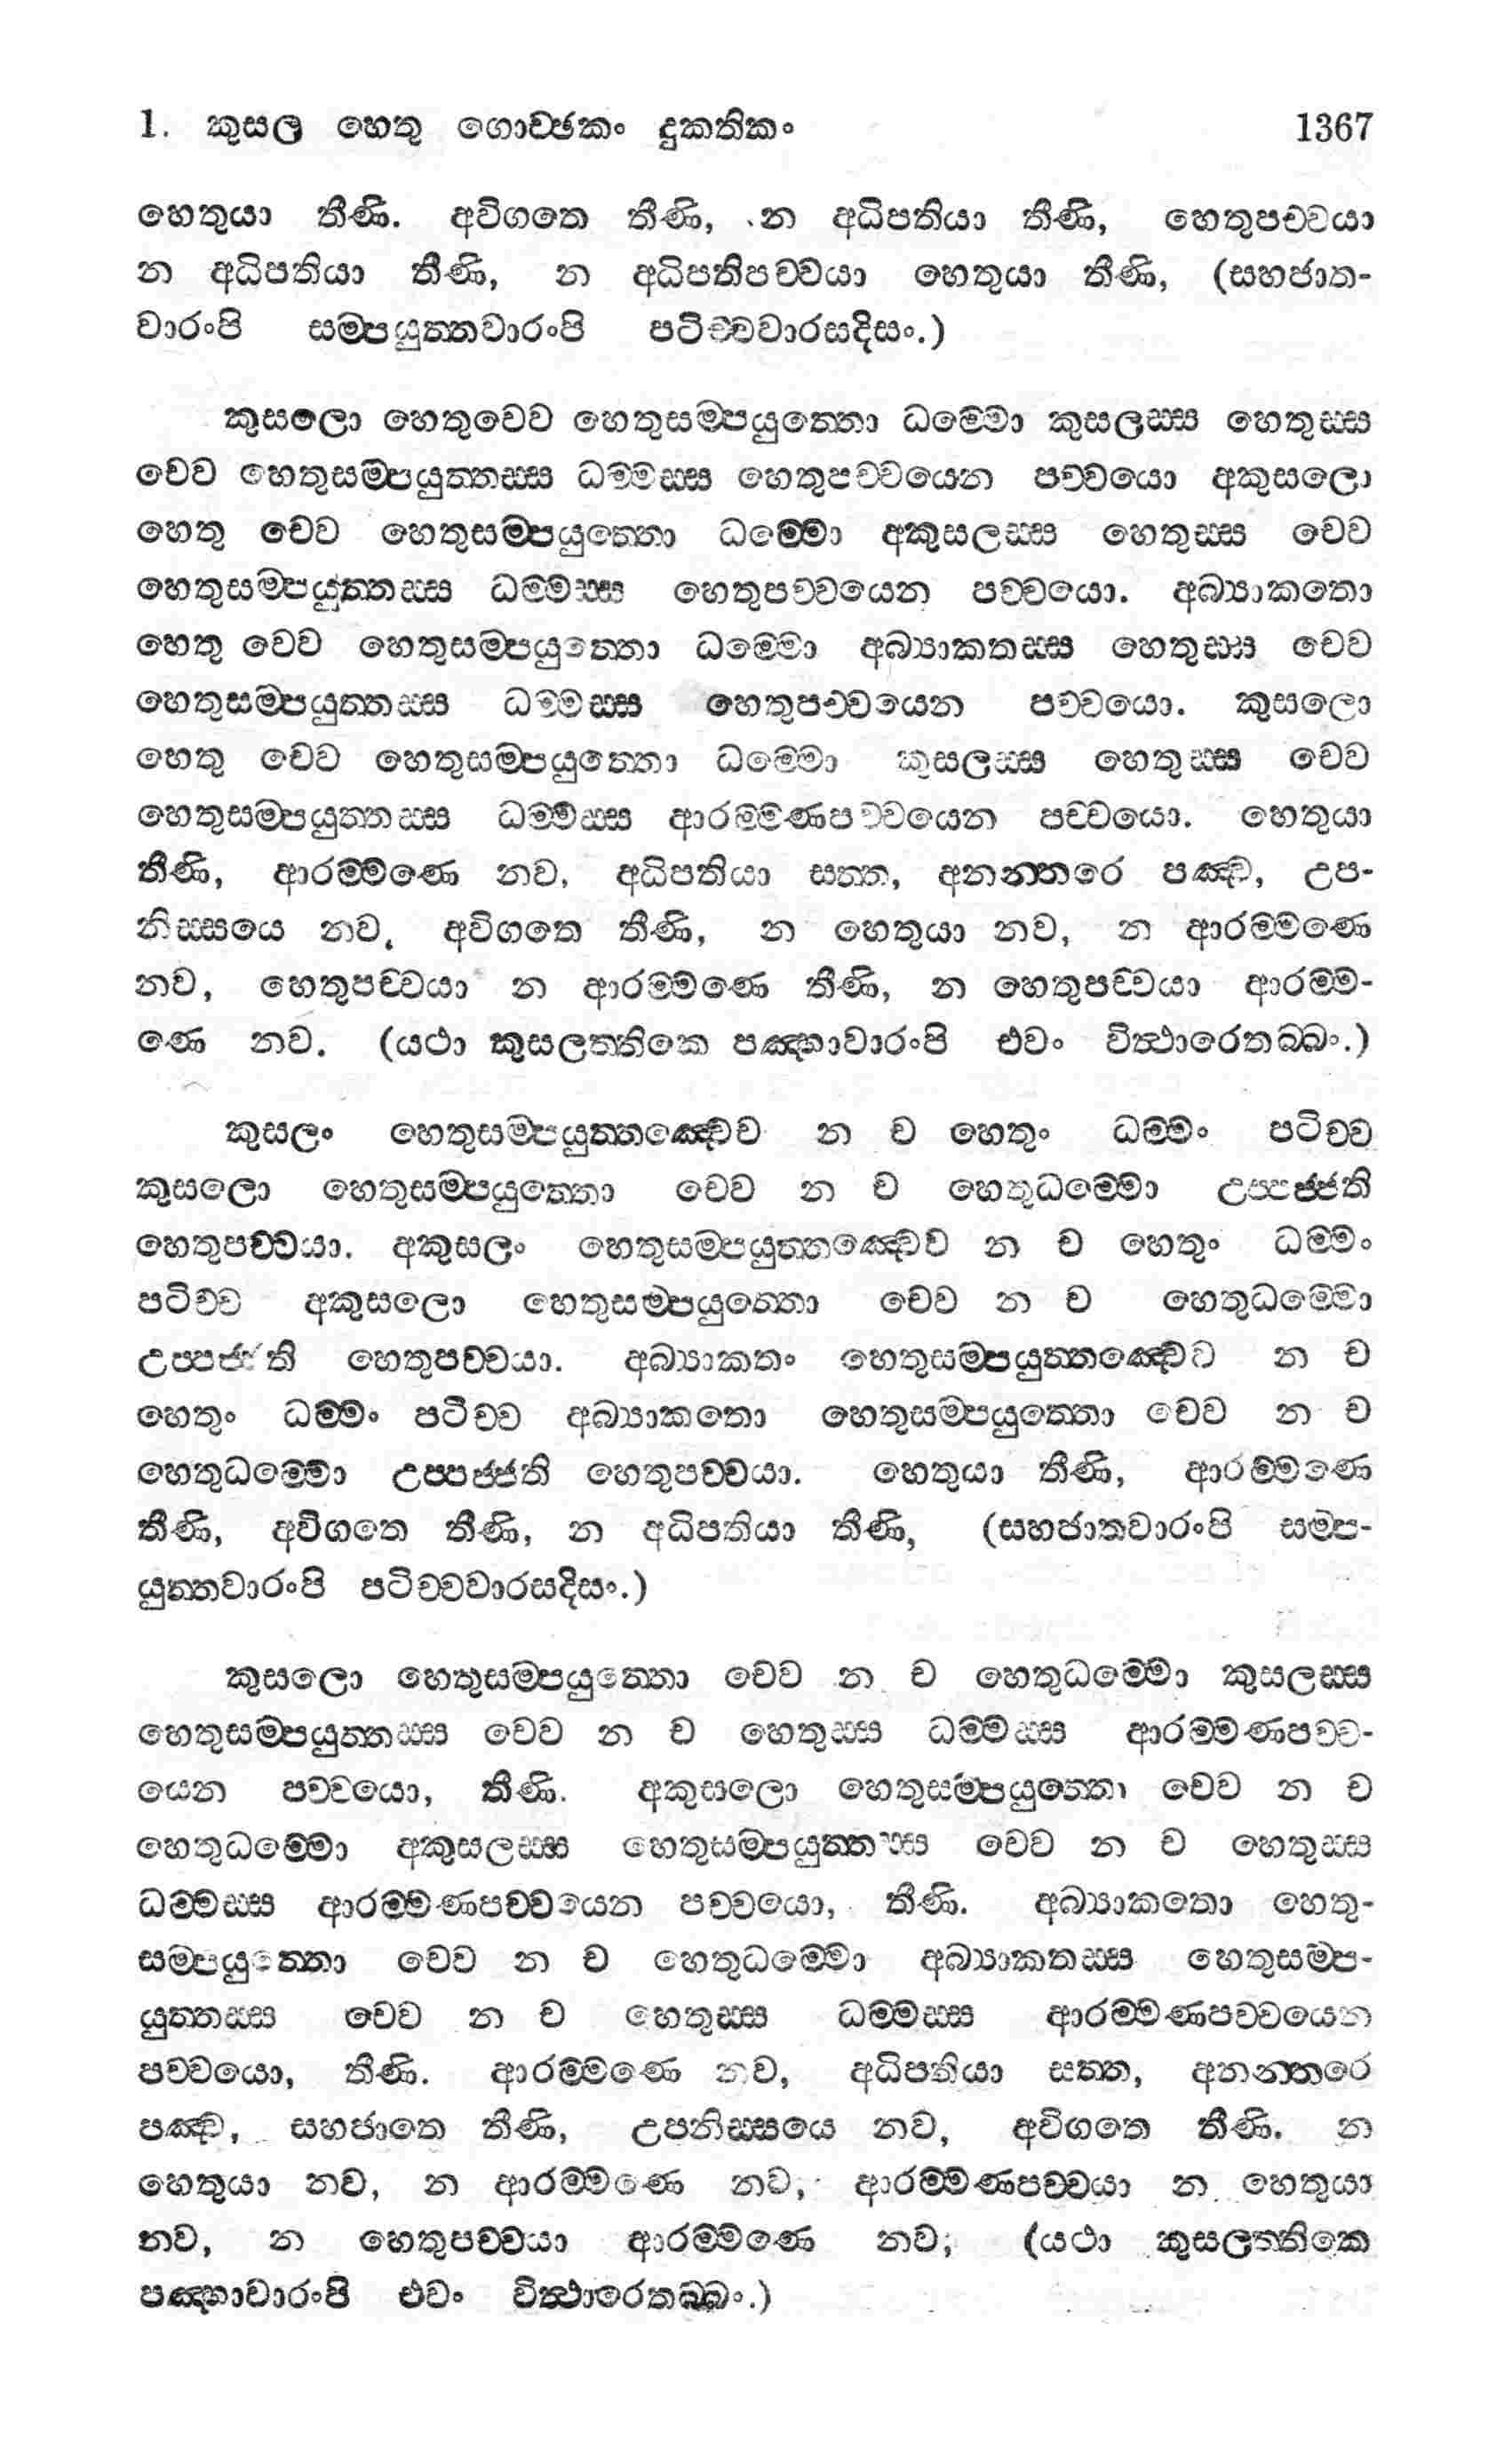 1. කුසල හෙතු ගොච්ඡකං දුකතිකං 1367
හෙතුයා තීණි. අවිගතෙ තීණි, න අධිපතියා තීණි, හෙතුපච්චයා
න අධිපතියා තීණි, න අධිපතිපච්චයා හෙතුයා තීණි, (සහජාත-
වාරංපි සම්පයුත්තවාරංපි පටිච්චවාරසදිසං.)
කුසලො හෙතුචෙව හෙතුසම්පයුත්තො ධම්මො කුසලස්ස හෙතුස්ස
චෙව හෙතුසම්පයුත්තස්ස ධම්මස්ස හෙතුපච්චයෙන පච්චයො අකුසලො
හෙතු චෙව හෙතුසම්පයුත්තො ධම්මො අකුසලස්ස හෙතුස්ස චෙව
හෙතුසම්පයුත්තස්ස ධම්මස්ස හෙතුපච්චයෙන පච්චයො. අබ්‍යාකතො
හෙතු චෙව හෙතුසම්පයුත්තො ධම්මො අබ්‍යාකතස්ස හෙතුස්ස චෙව
හෙතුසම්පයුත්තස්ස ධම්මස්ස හෙතුපච්චයෙන පච්චයො. කුසලො
හෙතු චෙව හෙතුසම්පයුත්තො ධම්මො කුසලස්ස හෙතුස්ස චෙව
හෙතුසම්පයුත්තස්ස ධම්මස්ස ආරම්මණපච්චයෙන පච්චයො. හෙතුයා
තීණි, ආරම්මණෙ නව, අධිපතියා සත්ත, අනන්තරෙ පඤ්ච, උප-
නිස්සයෙ නව, අවිගතෙ තීණි, න හෙතුයා නව, න ආරම්මණෙ
නව, හෙතුපච්චයා න ආරම්මණෙ තීණි, න හෙතුපච්චයා ආරම්ම-
ණෙ නව. (යථා කුසලත්තිකෙ පඤ්හාවාරංපි එවං විත්ථාරෙතබ්බං.)
කුසලං හෙතුසම්පයුත්තඤ්චෙව න ච හෙතුං ධම්මං පටිච්ච
කුසලො හෙතුසම්පයුත්තො චෙව න ච හෙතුධම්මො උප්පජ්ජති
හෙතුපච්චයා. අකුසලං හෙතුසම්පයුත්තඤ්චෙව න ච හෙතුං ධම්මං
පටිච්ච අකුසලො හෙතුසම්පයුත්තො චෙව න ච හෙතුධම්මො
උප්පජ්ජති හෙතුපච්චයා. අබ්‍යාකතං හෙතුසම්පයුත්තඤ්චෙව න ච
හෙතුං ධම්මං පටිච්ච අබ්‍යාකතො හෙතුසම්පයුත්තො චෙව න ච
හෙතුධම්මො උප්පජ්ජති හෙතුපච්චයා. හෙතුයා තීණි, ආරම්මණෙ
තීණි, අවිගතෙ තීණි, න අධිපතියා තීණි, (සහජාතවාරංපි සම්ප-
යුත්තවාරංපි පටිච්චවාරසදිසං.)
කුසලො හෙතුසම්පයුත්තො චෙව න ච හෙතුධම්මො කුසලස්ස
හෙතුසම්පයුත්තස්ස චෙව න ච හෙතුස්ස ධම්මස්ස ආරම්මණපච්ච-
යෙන පච්චයො, තීණි. අකුසලො හෙතුසම්පයුත්තො චෙව න ච
හෙතුධම්මො අකුසලස්ස හෙතුසම්පයුත්තස්ස චෙව න ච හෙතුස්ස
ධම්මස්ස ආරම්මණපච්චයෙන පච්චයො, තීණි. අබ්‍යාකතො හෙතු-
සම්පයුත්තො චෙව න ච හෙතුධම්මො අබ්‍යාකතස්ස හෙතුසම්ප-
යුත්තස්ස චෙව න ච හෙතුස්ස ධම්මස්ස ආරම්මණපච්චයෙන
පච්චයො, තීණි. ආරම්මණෙ නව, අධිපතියා සත්ත, අනන්තරෙ
පඤ්ච, සහජාතෙ තීණි, උපනිස්සයෙ නව, අවිගතෙ තීණි. න
හෙතුයා නව, න ආරම්මණෙ නව, ආරම්මණපච්චයා න හෙතුයා
නව, න හෙතුපච්චයා ආරම්මණෙ නව, (යථා කුසලත්තිකෙ
පඤ්හාවාරංපි එවං විත්ථාරෙතබ්බං.)